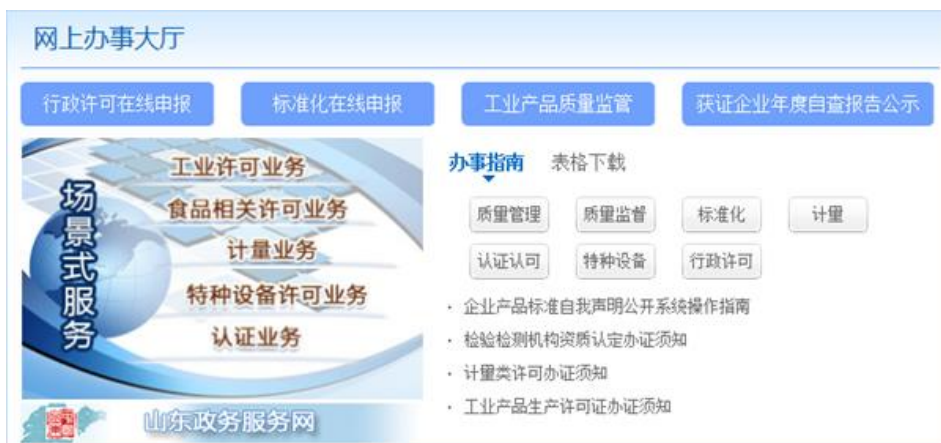 网上办事大厅
行政许可在线申报 标准化在线申报 工业产品质量监管 获证企业年度自查报告公示
场景式服务
工业许可业务
食品相关许可业务
计量业务
特种设备许可业务
认证业务
山东政务服务网
办事指南 表格下载
质量管理 质量监督 标准化 计量
认证认可 特种设备 行政许可
· 企业产品标准自我声明公开系统操作指南
· 检验检测机构资质认定办证须知
· 计量类许可办证须知
· 工业产品生产许可证办证须知